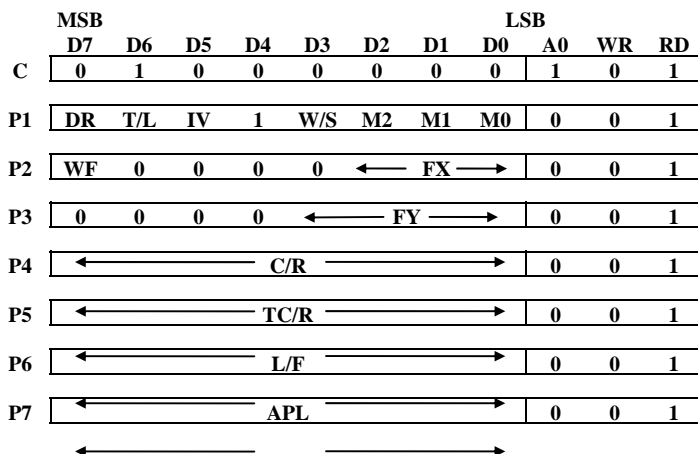 MSB LSB
D7 D6 D5 D4 D3 D2 D1 D0 A0 WR RD
C 0 1 0 0 0 0 0 0 1 0 1
P1 DR T/L IV 1 W/S M2 M1 M0 0 0 1
P2 WF 0 0 0 0 FX 0 0 1
P3 0 0 0 0 FY 0 0 1
P4 C/R 0 0 1
P5 TC/R 0 0 1
P6 L/F 0 0 1
P7 APL 0 0 1